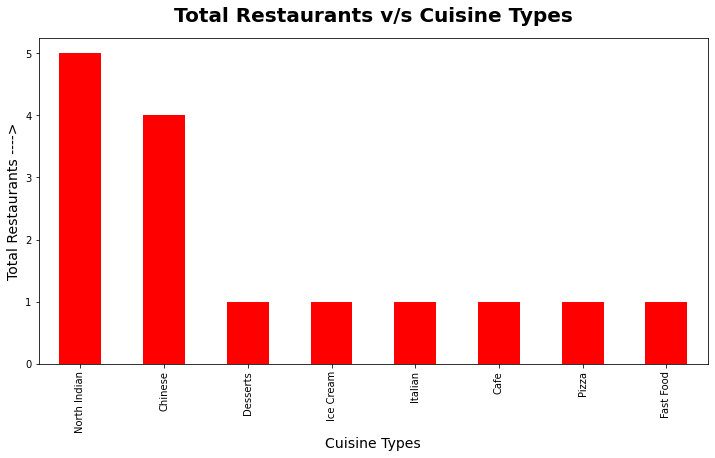 Total Restaurants v/s Cuisine Types
Total Restaurants ---->
5
4
3
2
1
0
North Indian
Chinese
Desserts
Ice Cream
Italian
Cafe
Pizza
Fast Food
Cuisine Types